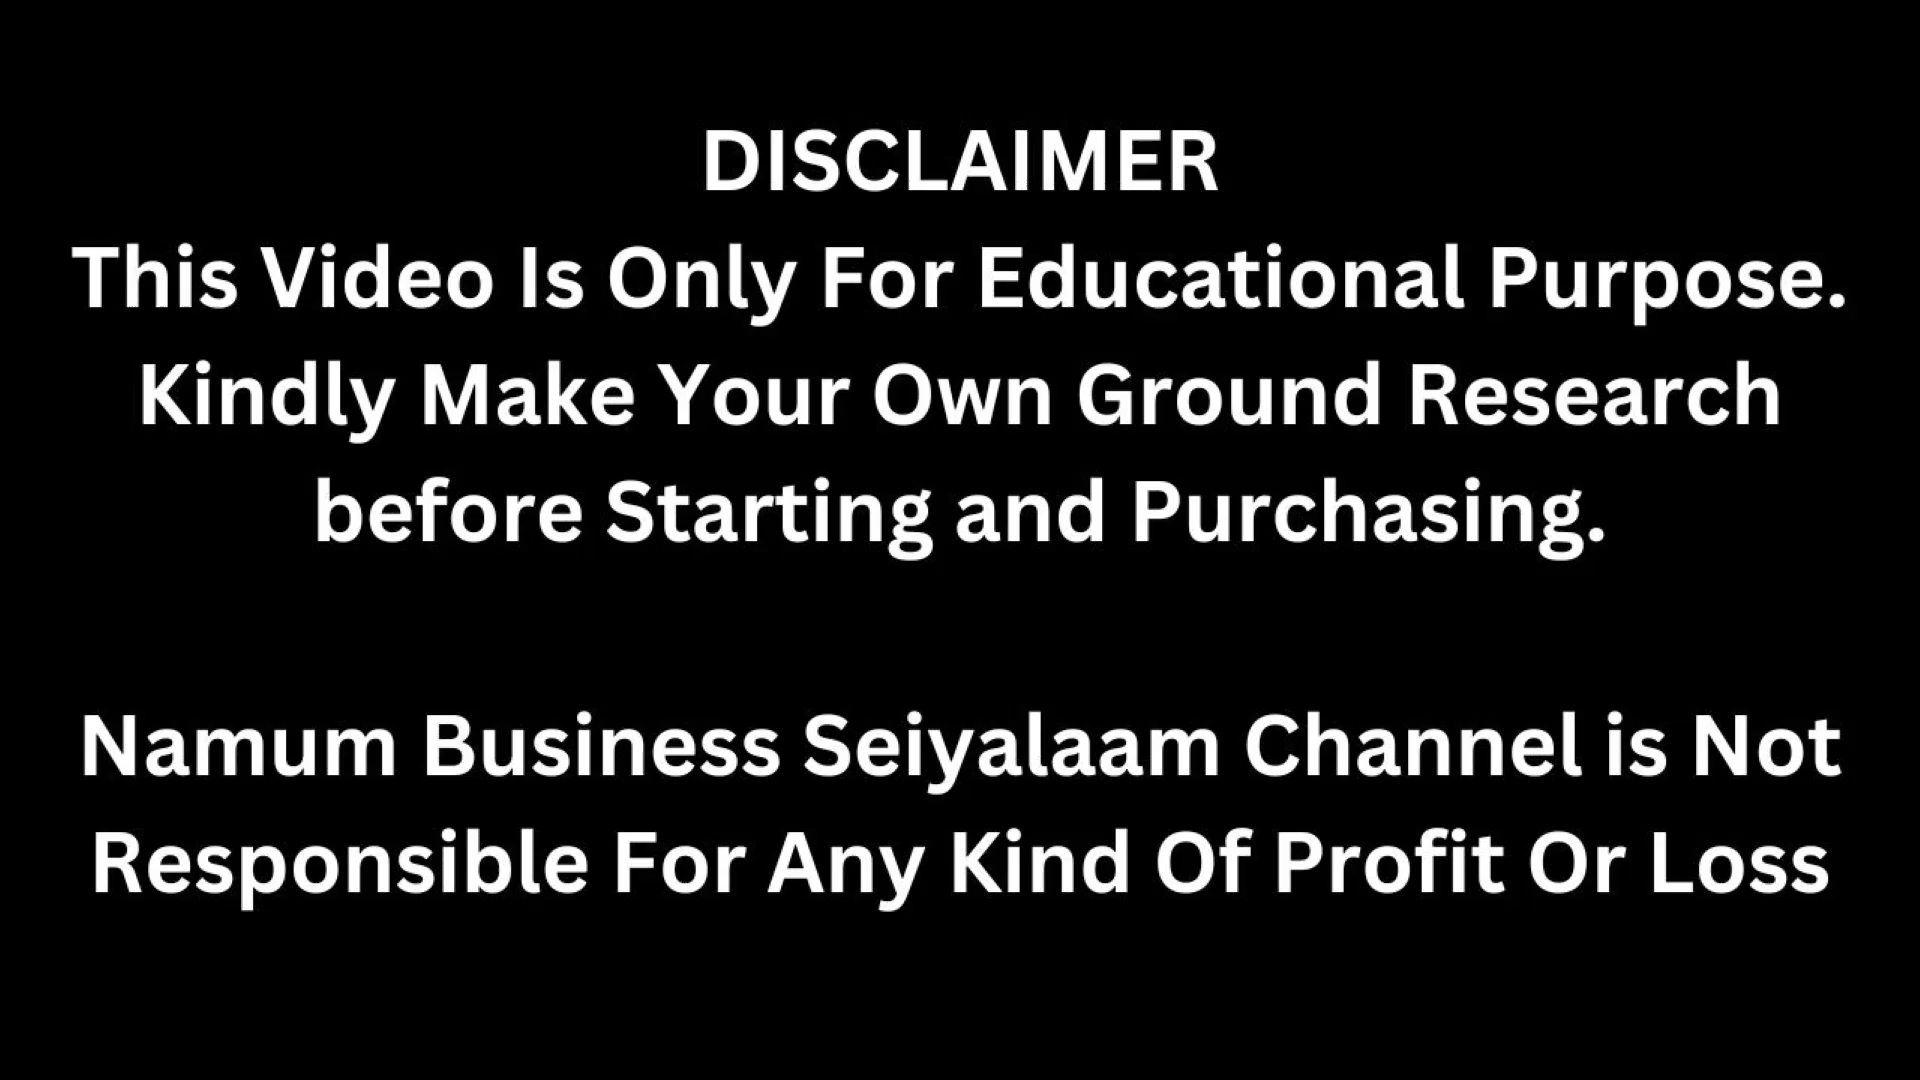 DISCLAIMER
This Video Is Only For Educational Purpose.
Kindly Make Your Own Ground Research
before Starting and Purchasing.
Namum Business Seiyalaam Channel is Not
Responsible For Any Kind Of Profit Or Loss